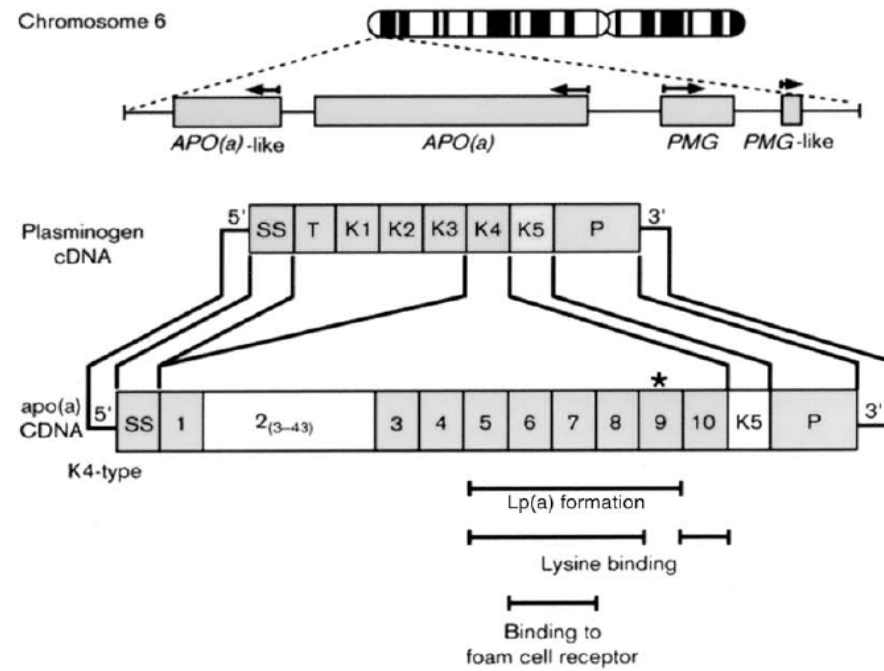 Chromosome 6
APO(a)-like APO(a) PMG PMG-like
5' SS T K1 K2 K3 K4 K5 P 3'
Plasminogen
cDNA
*
apo(a)
CDNA
5' SS 1 2(3–43) 3 4 5 6 7 8 9 10 K5 P 3'
K4-type
Lp(a) formation
Lysine binding
Binding to
foam cell receptor